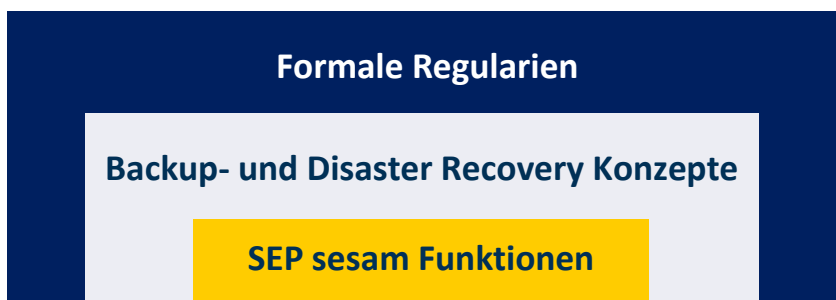 Formale Regularien
Backup- und Disaster Recovery Konzepte
SEP sesam Funktionen